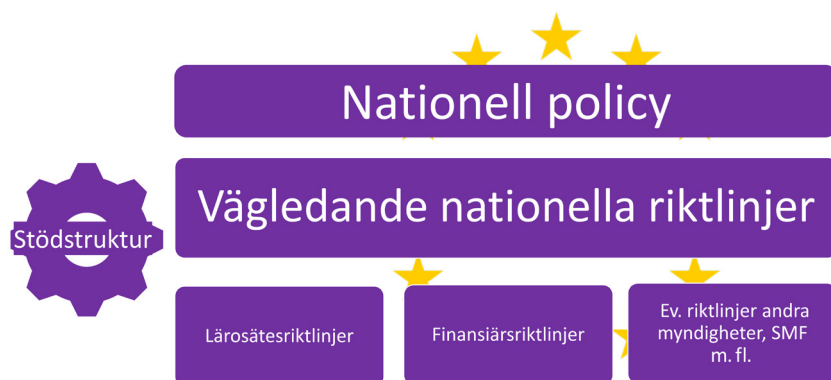 Nationell policy
Vägledande nationella riktlinjer
Stödstruktur
Lärosätesriktlinjer
Finansiärsriktlinjer
Ev. riktlinjer andra
myndigheter, SMF
m. fl.